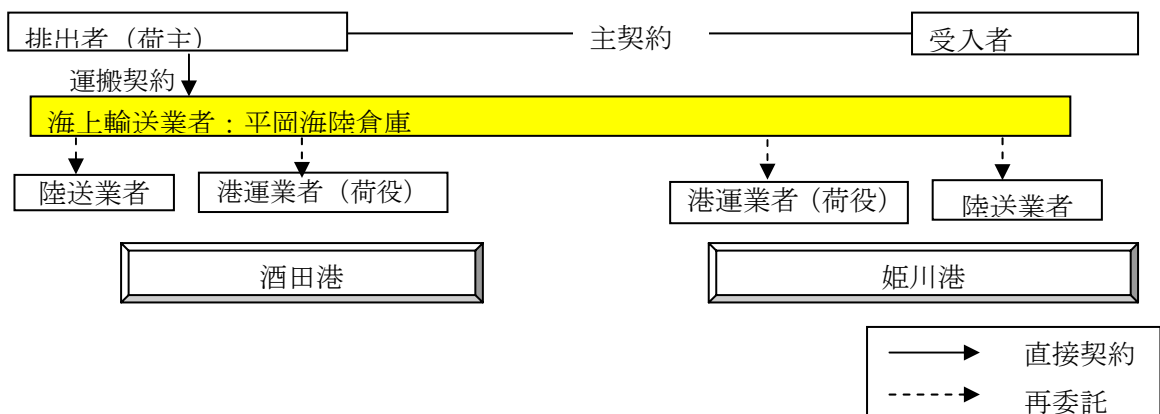 排出者（荷主）
主契約
受入者
運搬契約
海上輸送業者：平岡海陸倉庫
陸送業者
港運業者（荷役）
港運業者（荷役）
陸送業者
酒田港
姫川港
直接契約
再委託